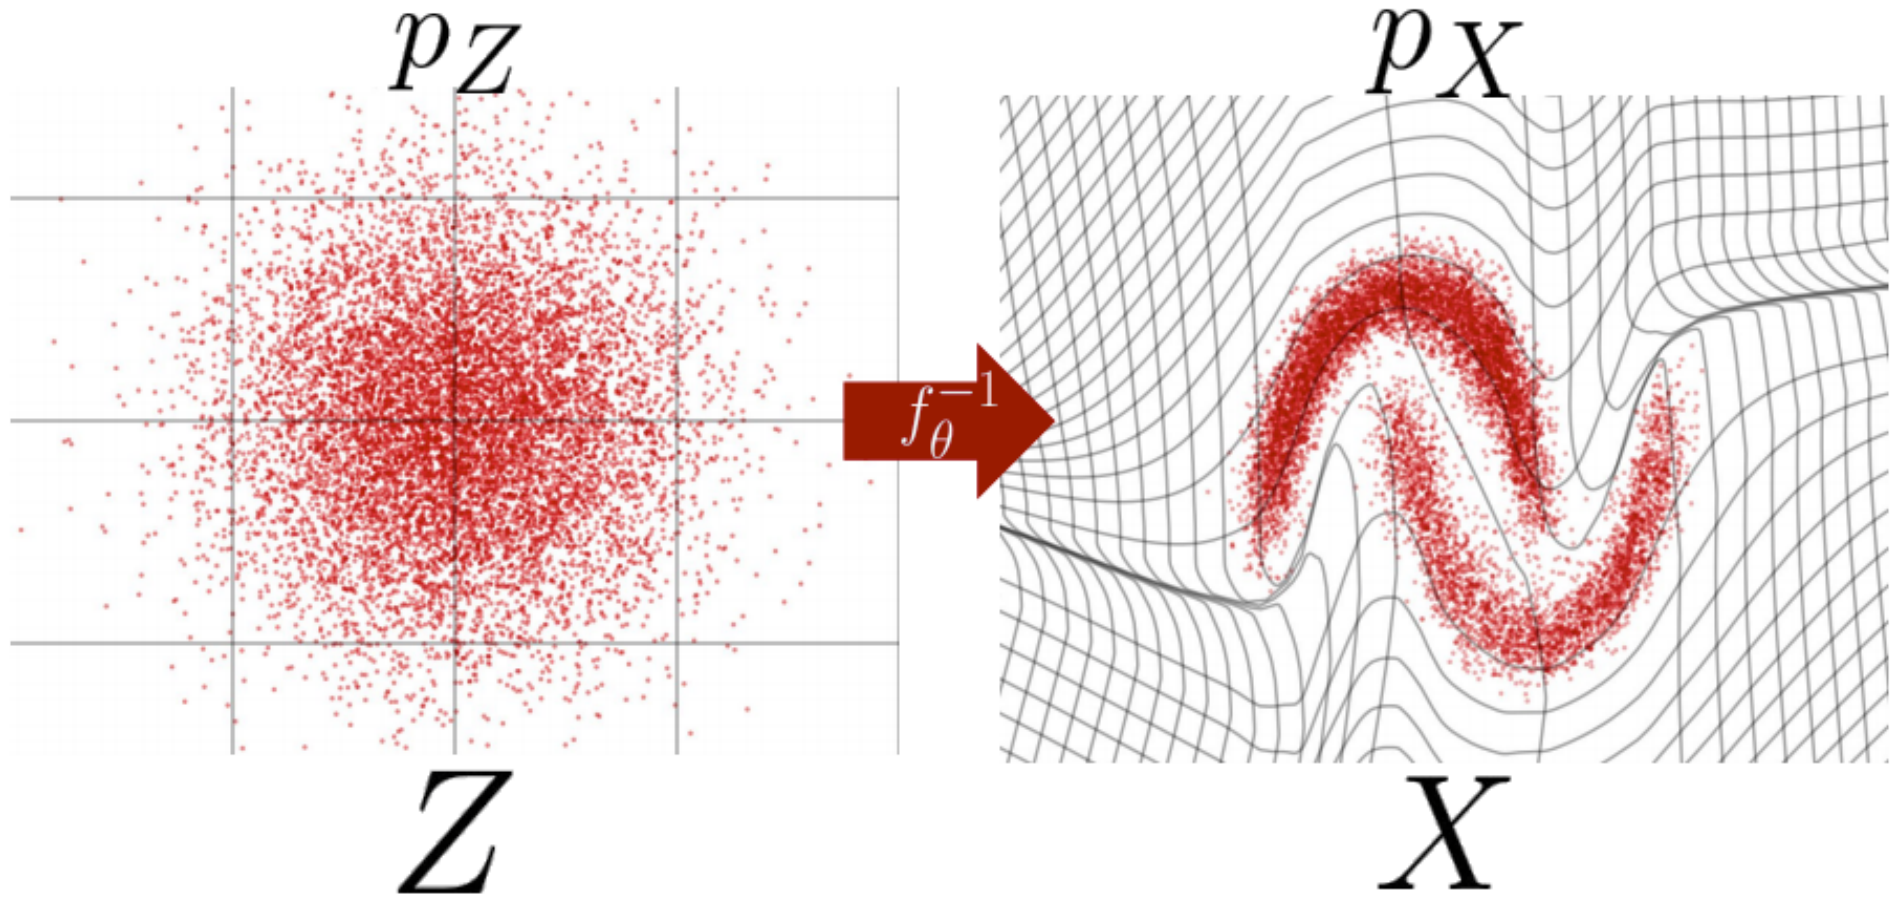 p_Z
p_X
f_θ^{-1}
Z
X